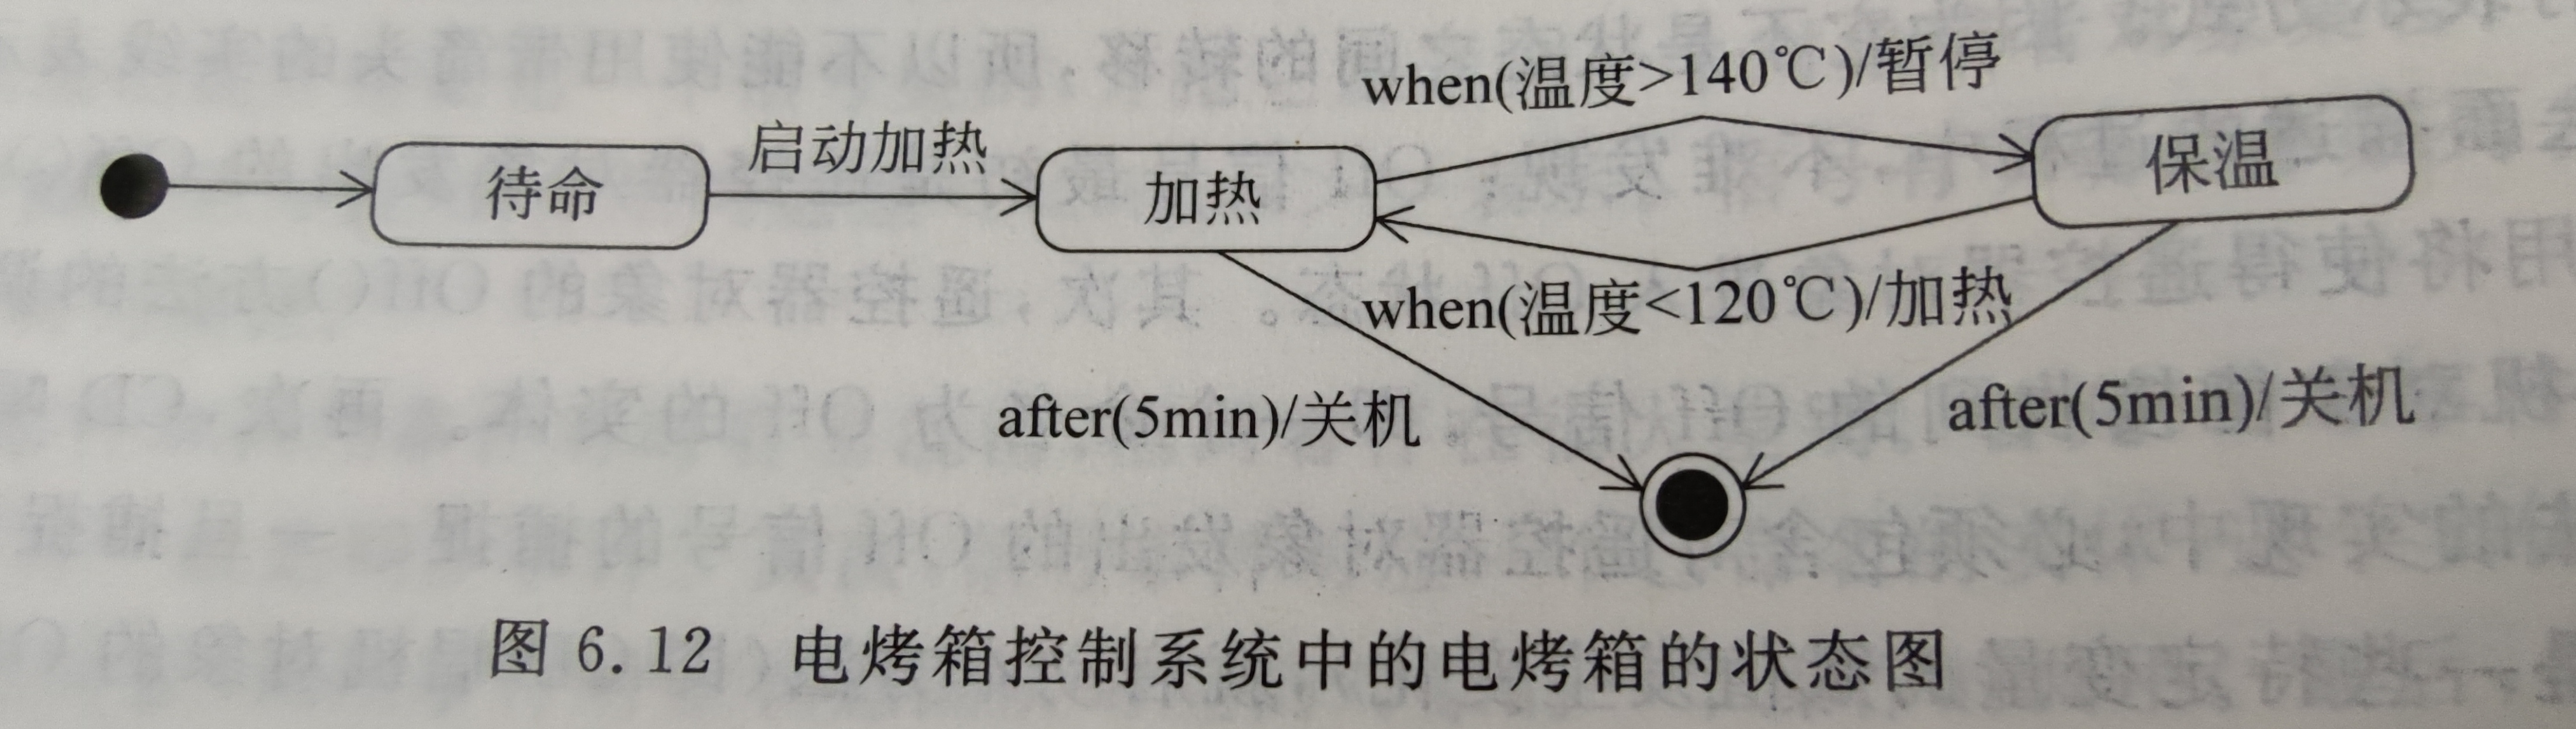 when(温度>140℃)/暂停
启动加热
待命
加热
保温
when(温度<120℃)/加热
after(5min)/关机
after(5min)/关机
图 6.12 电烤箱控制系统中的电烤箱的状态图